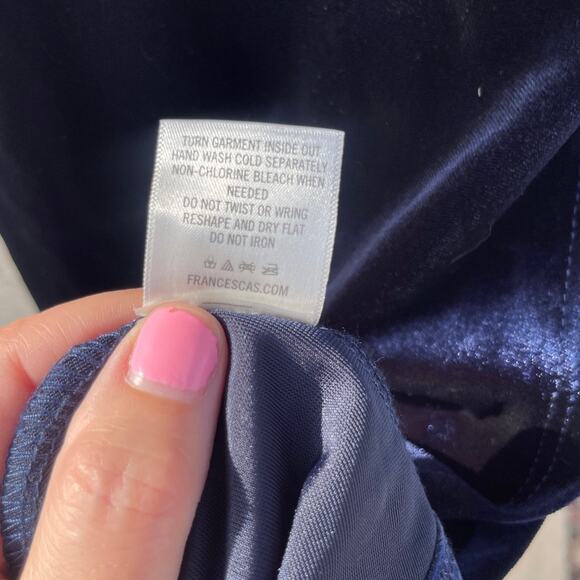 TURN GARMENT INSIDE OUT
HAND WASH COLD SEPARATELY
NON-CHLORINE BLEACH WHEN
NEEDED
DO NOT TWIST OR WRING
RESHAPE AND DRY FLAT
DO NOT IRON
FRANCESCAS.COM